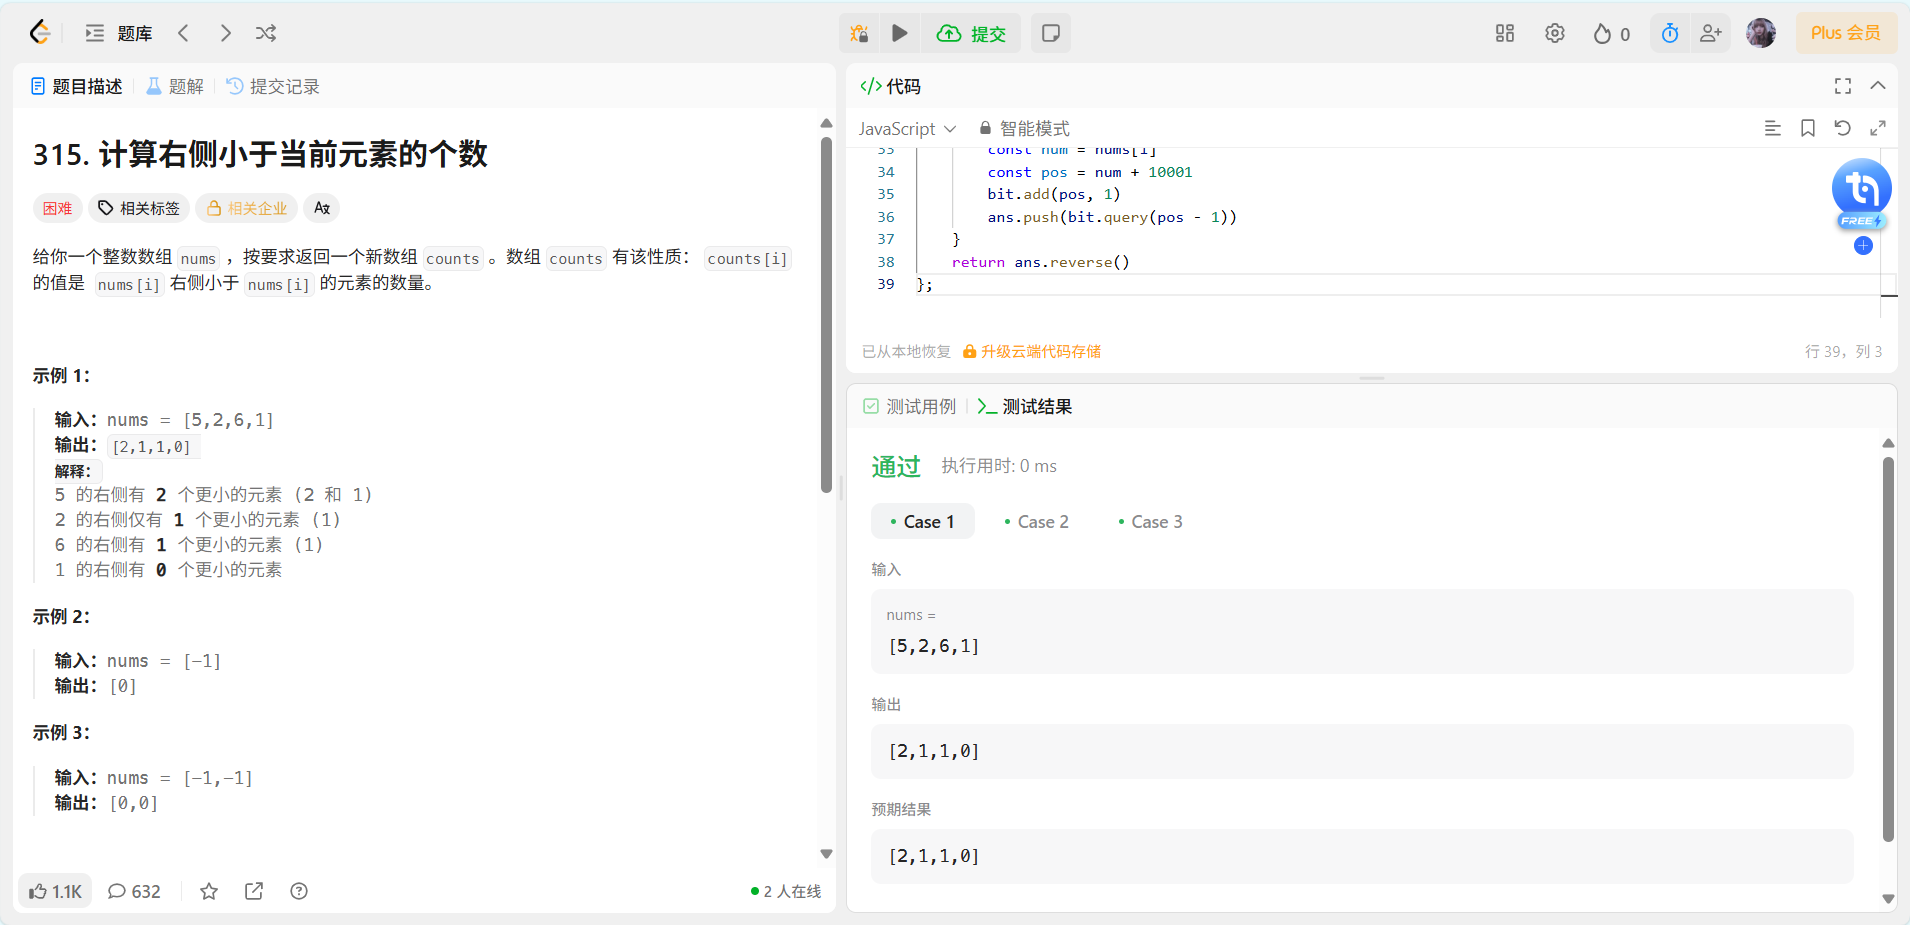 题库
提交
0
Plus 会员
题目描述
题解
提交记录
315. 计算右侧小于当前元素的个数
困难
相关标签
相关企业
给你一个整数数组 nums ，按要求返回一个新数组 counts 。数组 counts 有该性质： counts[i]
的值是 nums[i] 右侧小于 nums[i] 的元素的数量。
示例 1：
输入：nums = [5,2,6,1]
输出：[2,1,1,0]
解释：
5 的右侧有 2 个更小的元素 (2 和 1)
2 的右侧仅有 1 个更小的元素 (1)
6 的右侧有 1 个更小的元素 (1)
1 的右侧有 0 个更小的元素
示例 2：
输入：nums = [-1]
输出：[0]
示例 3：
输入：nums = [-1,-1]
输出：[0,0]
1.1K
632
2 人在线
代码
JavaScript
智能模式
33 const num = nums[i]
34 const pos = num + 10001
35 bit.add(pos, 1)
36 ans.push(bit.query(pos - 1))
37 }
38 return ans.reverse()
39 };
FREE
已从本地恢复
升级云端代码存储
行 39，列 3
测试用例
测试结果
通过
执行用时: 0 ms
Case 1
Case 2
Case 3
输入
nums =
[5,2,6,1]
输出
[2,1,1,0]
预期结果
[2,1,1,0]